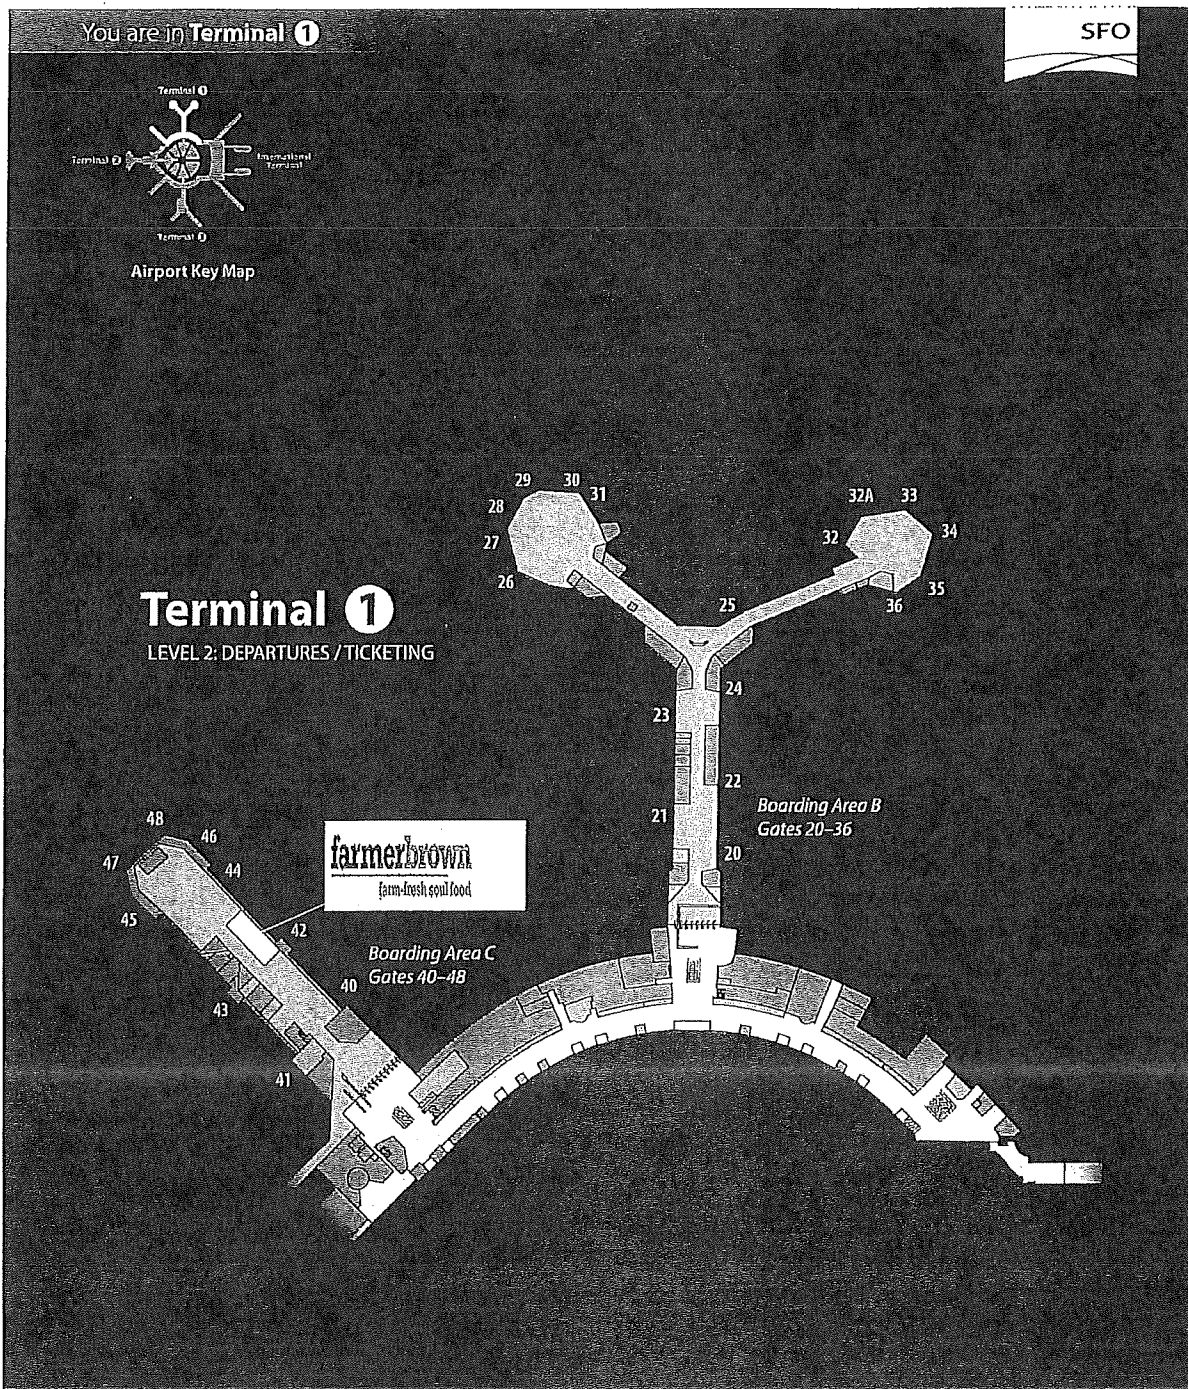 You are in Terminal 1
SFO
Terminal 1
Terminal 2
International
Terminal
Terminal 3
Airport Key Map
29
30
31
28
27
26
32A
33
34
32
35
36
25
Terminal 1
LEVEL 2: DEPARTURES / TICKETING
24
23
22
21
20
Boarding Area B
Gates 20–36
48
46
47
44
45
farmerbrown
farm-fresh soul food
42
Boarding Area C
Gates 40–48
40
43
41